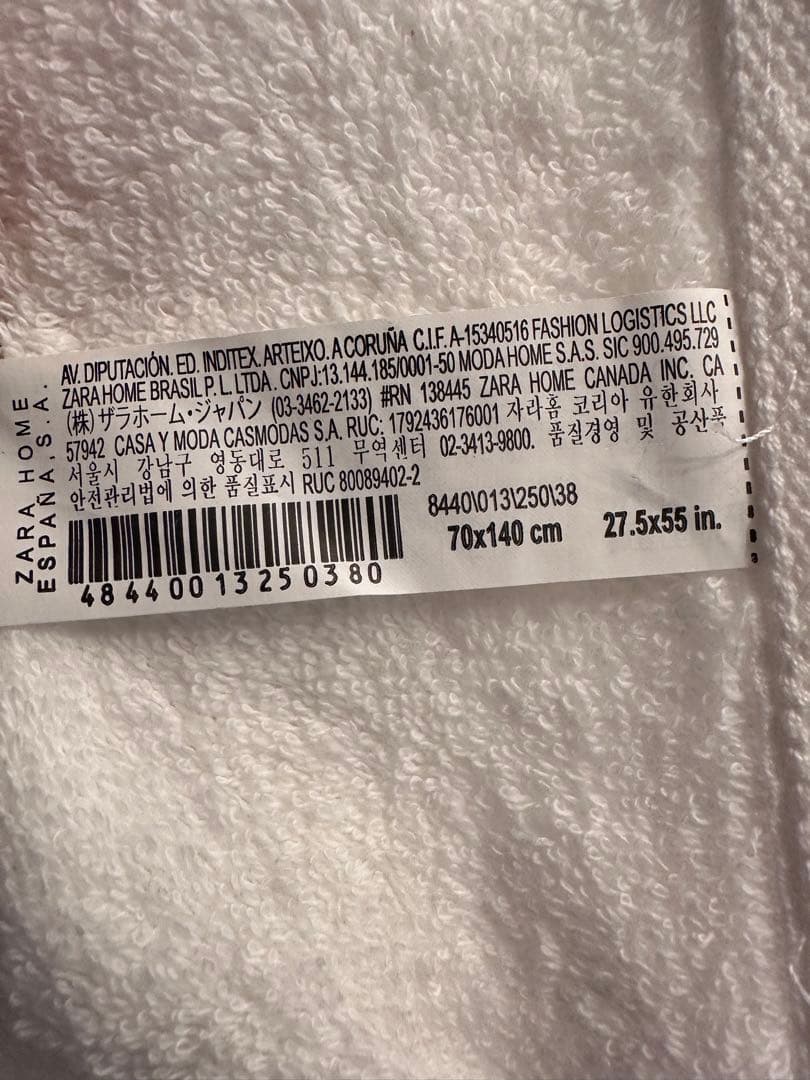 ZARA HOME
ESPAÑA, S.A.
AV. DIPUTACIÓN. ED. INDITEX. ARTEIXO. A CORUÑA C.I.F. A-15340516 FASHION LOGISTICS LLC
ZARA HOME BRASIL P. L. LTDA. CNPJ:13.144.185/0001-50 MODA HOME S.A.S. SIC 900.495.729
(株)ザラホーム・ジャパン (03-3462-2133) #RN 138445 ZARA HOME CANADA INC. CA
57942 CASA Y MODA CASMODAS S.A. RUC: 1792436176001 자라홈 코리아 유한회사
서울시 강남구 영동대로 511 무역센터 02-3413-9800. 품질경영 및 공산품
안전관리법에 의한 품질표시 RUC 80089402-2
8440\013\250\38
70x140 cm 27.5x55 in.
48440013250380